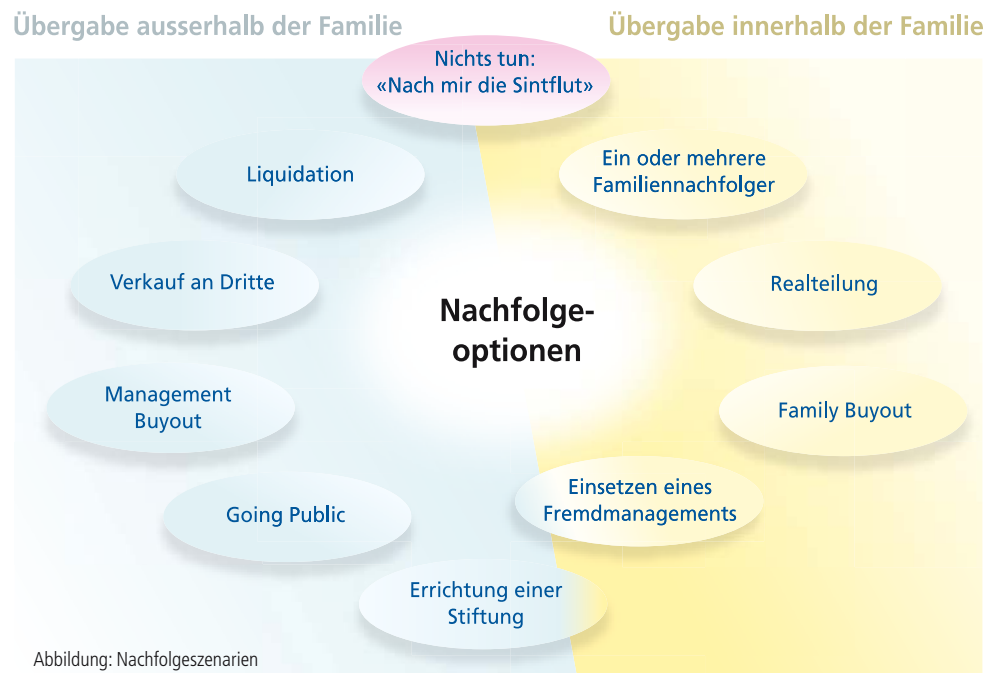 Übergabe ausserhalb der Familie
Übergabe innerhalb der Familie
Nichts tun:
«Nach mir die Sintflut»
Liquidation
Ein oder mehrere
Familiennachfolger
Verkauf an Dritte
Realteilung
Nachfolge-
optionen
Management
Buyout
Family Buyout
Going Public
Einsetzen eines
Fremdmanagements
Errichtung einer
Stiftung
Abbildung: Nachfolgeszenarien